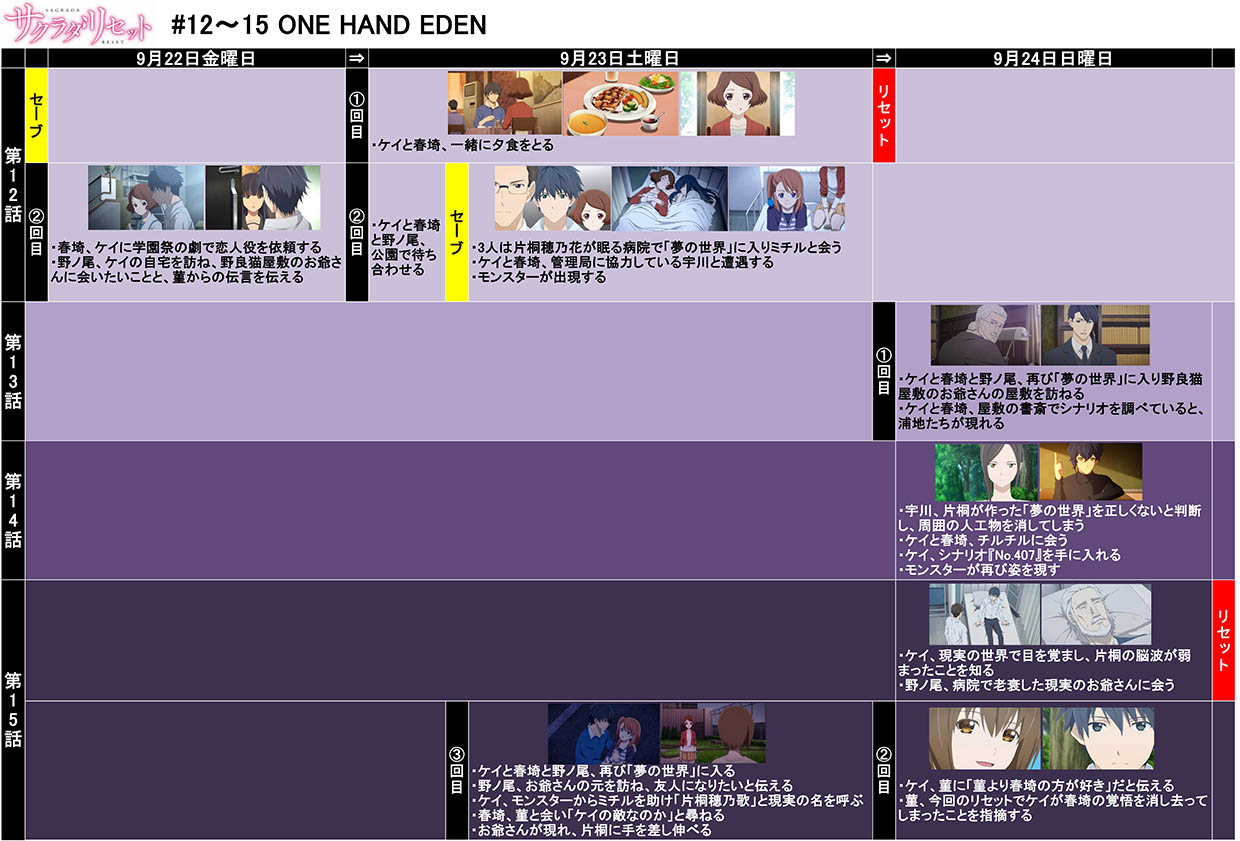 SAGRADA
サクラダリセット
RESET
#12～15 ONE HAND EDEN
9月22日金曜日
⇒
9月23日土曜日
⇒
9月24日日曜日
第12話
セーブ
①回目
・ケイと春埼、一緒に夕食をとる
リセット
②回目
・春埼、ケイに学園祭の劇で恋人役を依頼する
・野ノ尾、ケイの自宅を訪ね、野良猫屋敷のお爺さ
んに会いたいことと、菫からの伝言を伝える
②回目
・ケイと春埼
と野ノ尾、
公園で待ち
合わせる
セーブ
・3人は片桐穂乃花が眠る病院で「夢の世界」に入りミチルと会う
・ケイと春埼、管理局に協力している宇川と遭遇する
・モンスターが出現する
第13話
①回目
・ケイと春埼と野ノ尾、再び「夢の世界」に入り野良猫
屋敷のお爺さんの屋敷を訪ねる
・ケイと春埼、屋敷の書斎でシナリオを調べていると、
浦地たちが現れる
第14話
・宇川、片桐が作った「夢の世界」を正しくないと判断
し、周囲の人工物を消してしまう
・ケイと春埼、チルチルに会う
・ケイ、シナリオ『No.407』を手に入れる
・モンスターが再び姿を現す
第15話
・ケイ、現実の世界で目を覚まし、片桐の脳波が弱
まったことを知る
・野ノ尾、病院で老衰した現実のお爺さんに会う
リセット
③回目
・ケイと春埼と野ノ尾、再び「夢の世界」に入る
・野ノ尾、お爺さんの元を訪ね、友人になりたいと伝える
・ケイ、モンスターからミチルを助け「片桐穂乃歌」と現実の名を呼ぶ
・春埼、菫と会い「ケイの敵なのか」と尋ねる
・お爺さんが現れ、片桐に手を差し伸べる
②回目
・ケイ、菫に「菫より春埼の方が好き」だと伝える
・菫、今回のリセットでケイが春埼の覚悟を消し去って
しまったことを指摘する